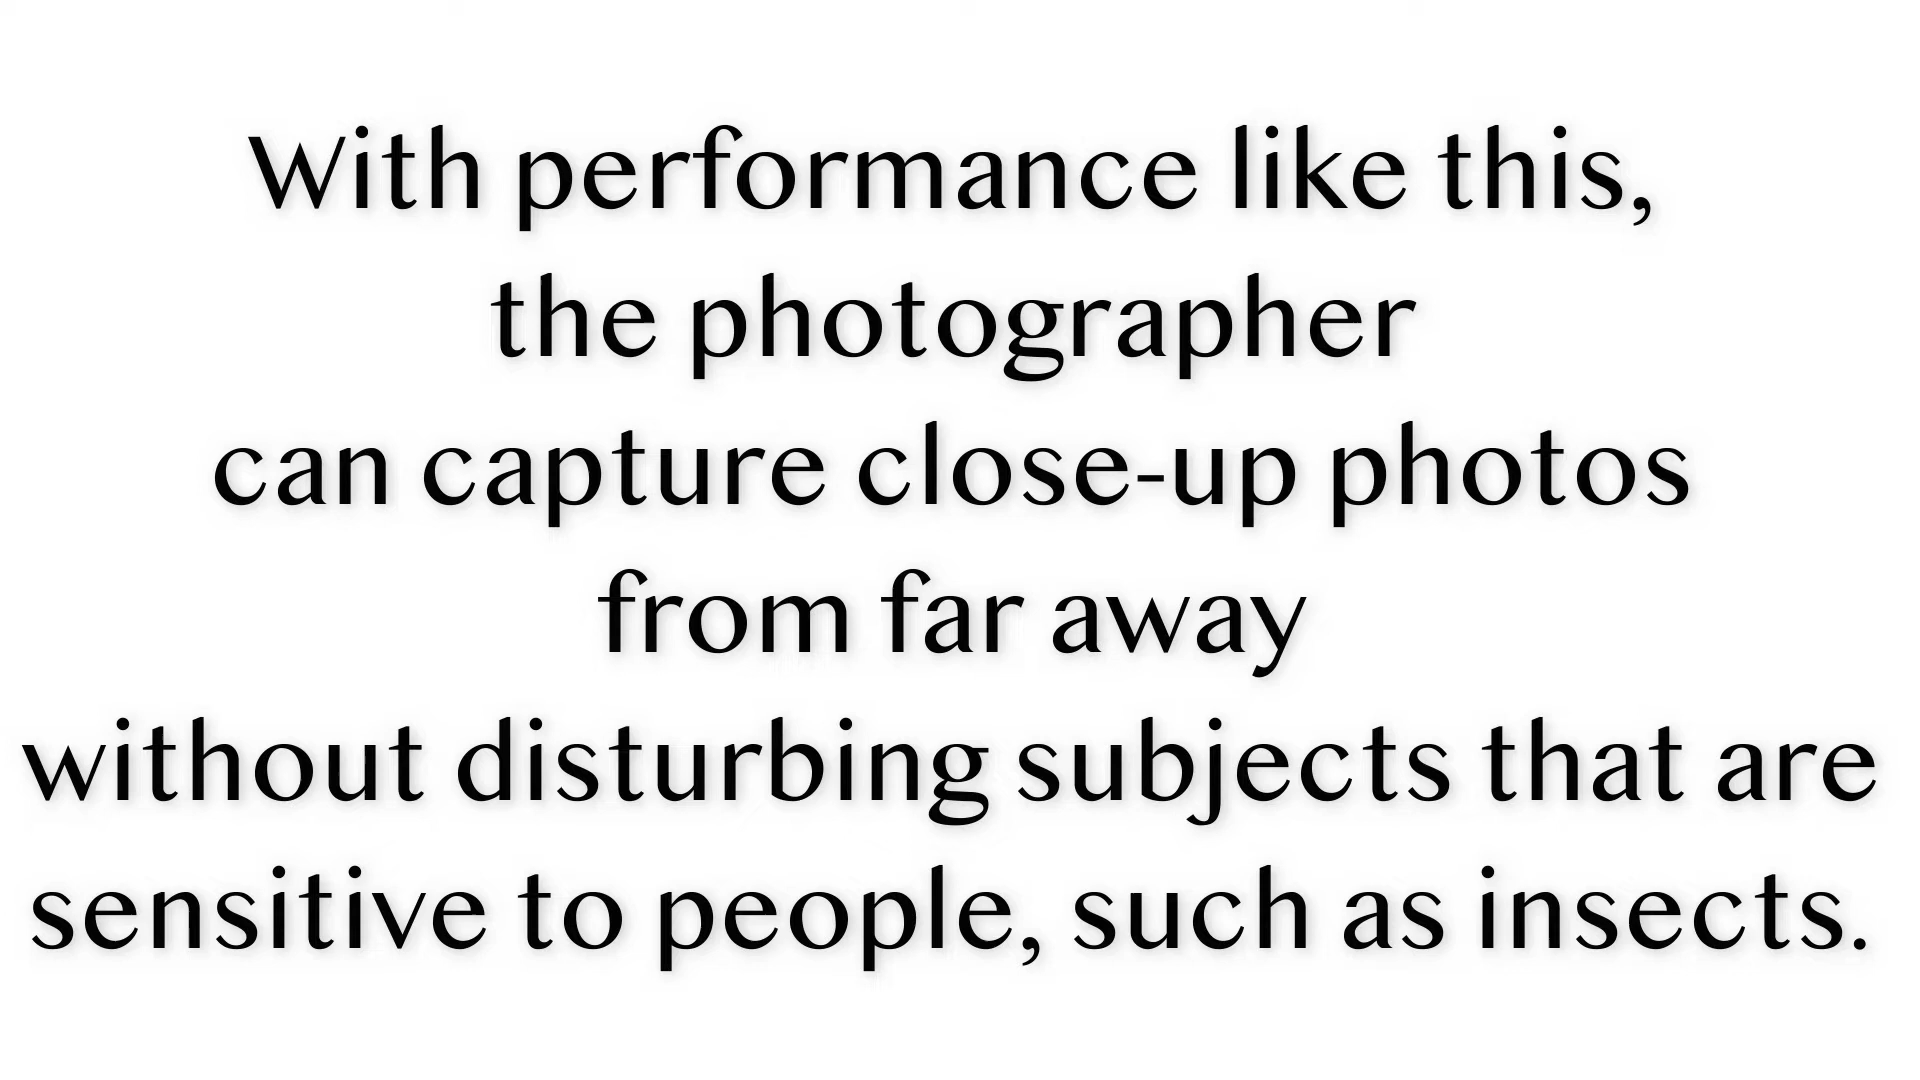 With performance like this,
the photographer
can capture close-up photos
from far away
without disturbing subjects that are
sensitive to people, such as insects.